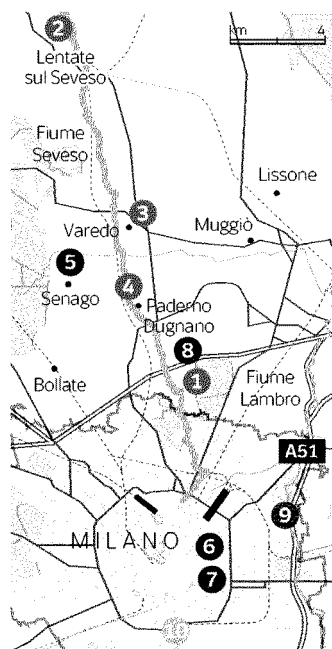 2
km 4
Lentate
sul Seveso
Fiume
Seveso
Lissone
3
Varedo
Muggiò
5
4
Senago
Paderno
Dugnano
8
Bollate
1
Fiume
Lambro
A51
9
MILANO
6
7
10